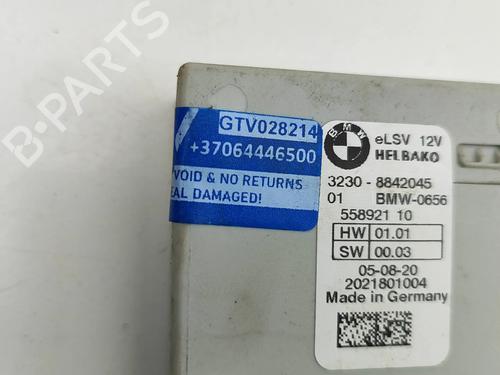 GTV028214
+37064446500
VOID & NO RETURNS
AL DAMAGED!
BMW
eLSV 12V
HELBAKO
3230 - 8842045
01 BMW-0656
558921 10
HW 01.01
SW 00.03
05-08-20
2021801004
Made in Germany
B-PARTS